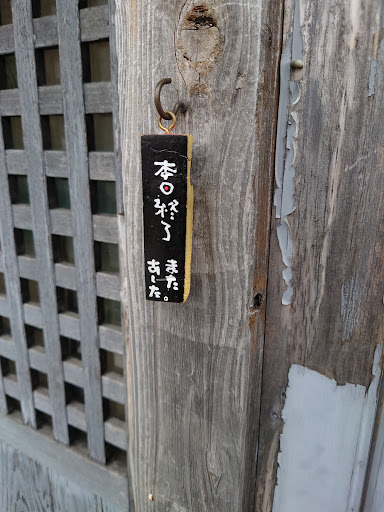 本日終了
また
あした。